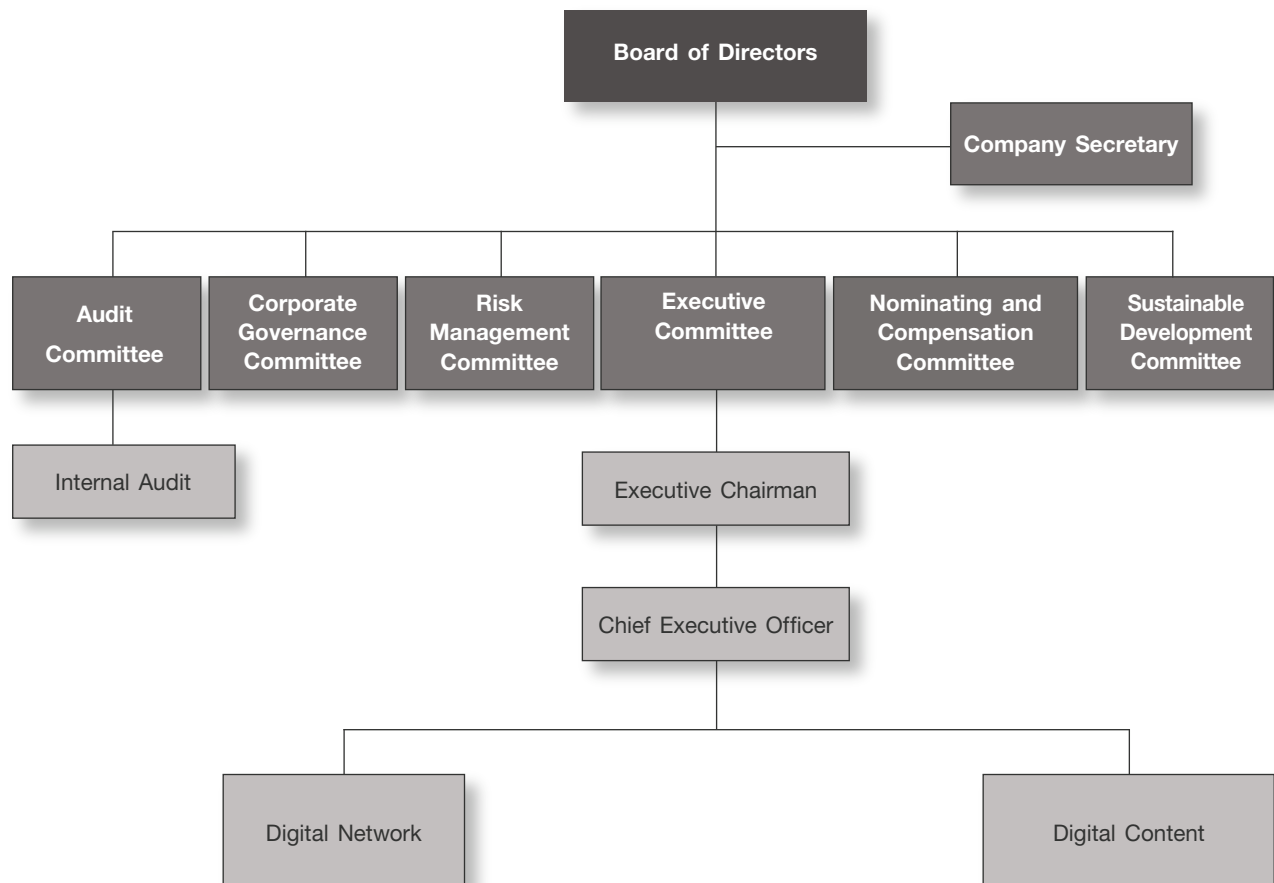 Board of Directors
Company Secretary
Audit
Committee
Corporate
Governance
Committee
Risk
Management
Committee
Executive
Committee
Nominating and
Compensation
Committee
Sustainable
Development
Committee
Internal Audit
Executive Chairman
Chief Executive Officer
Digital Network
Digital Content